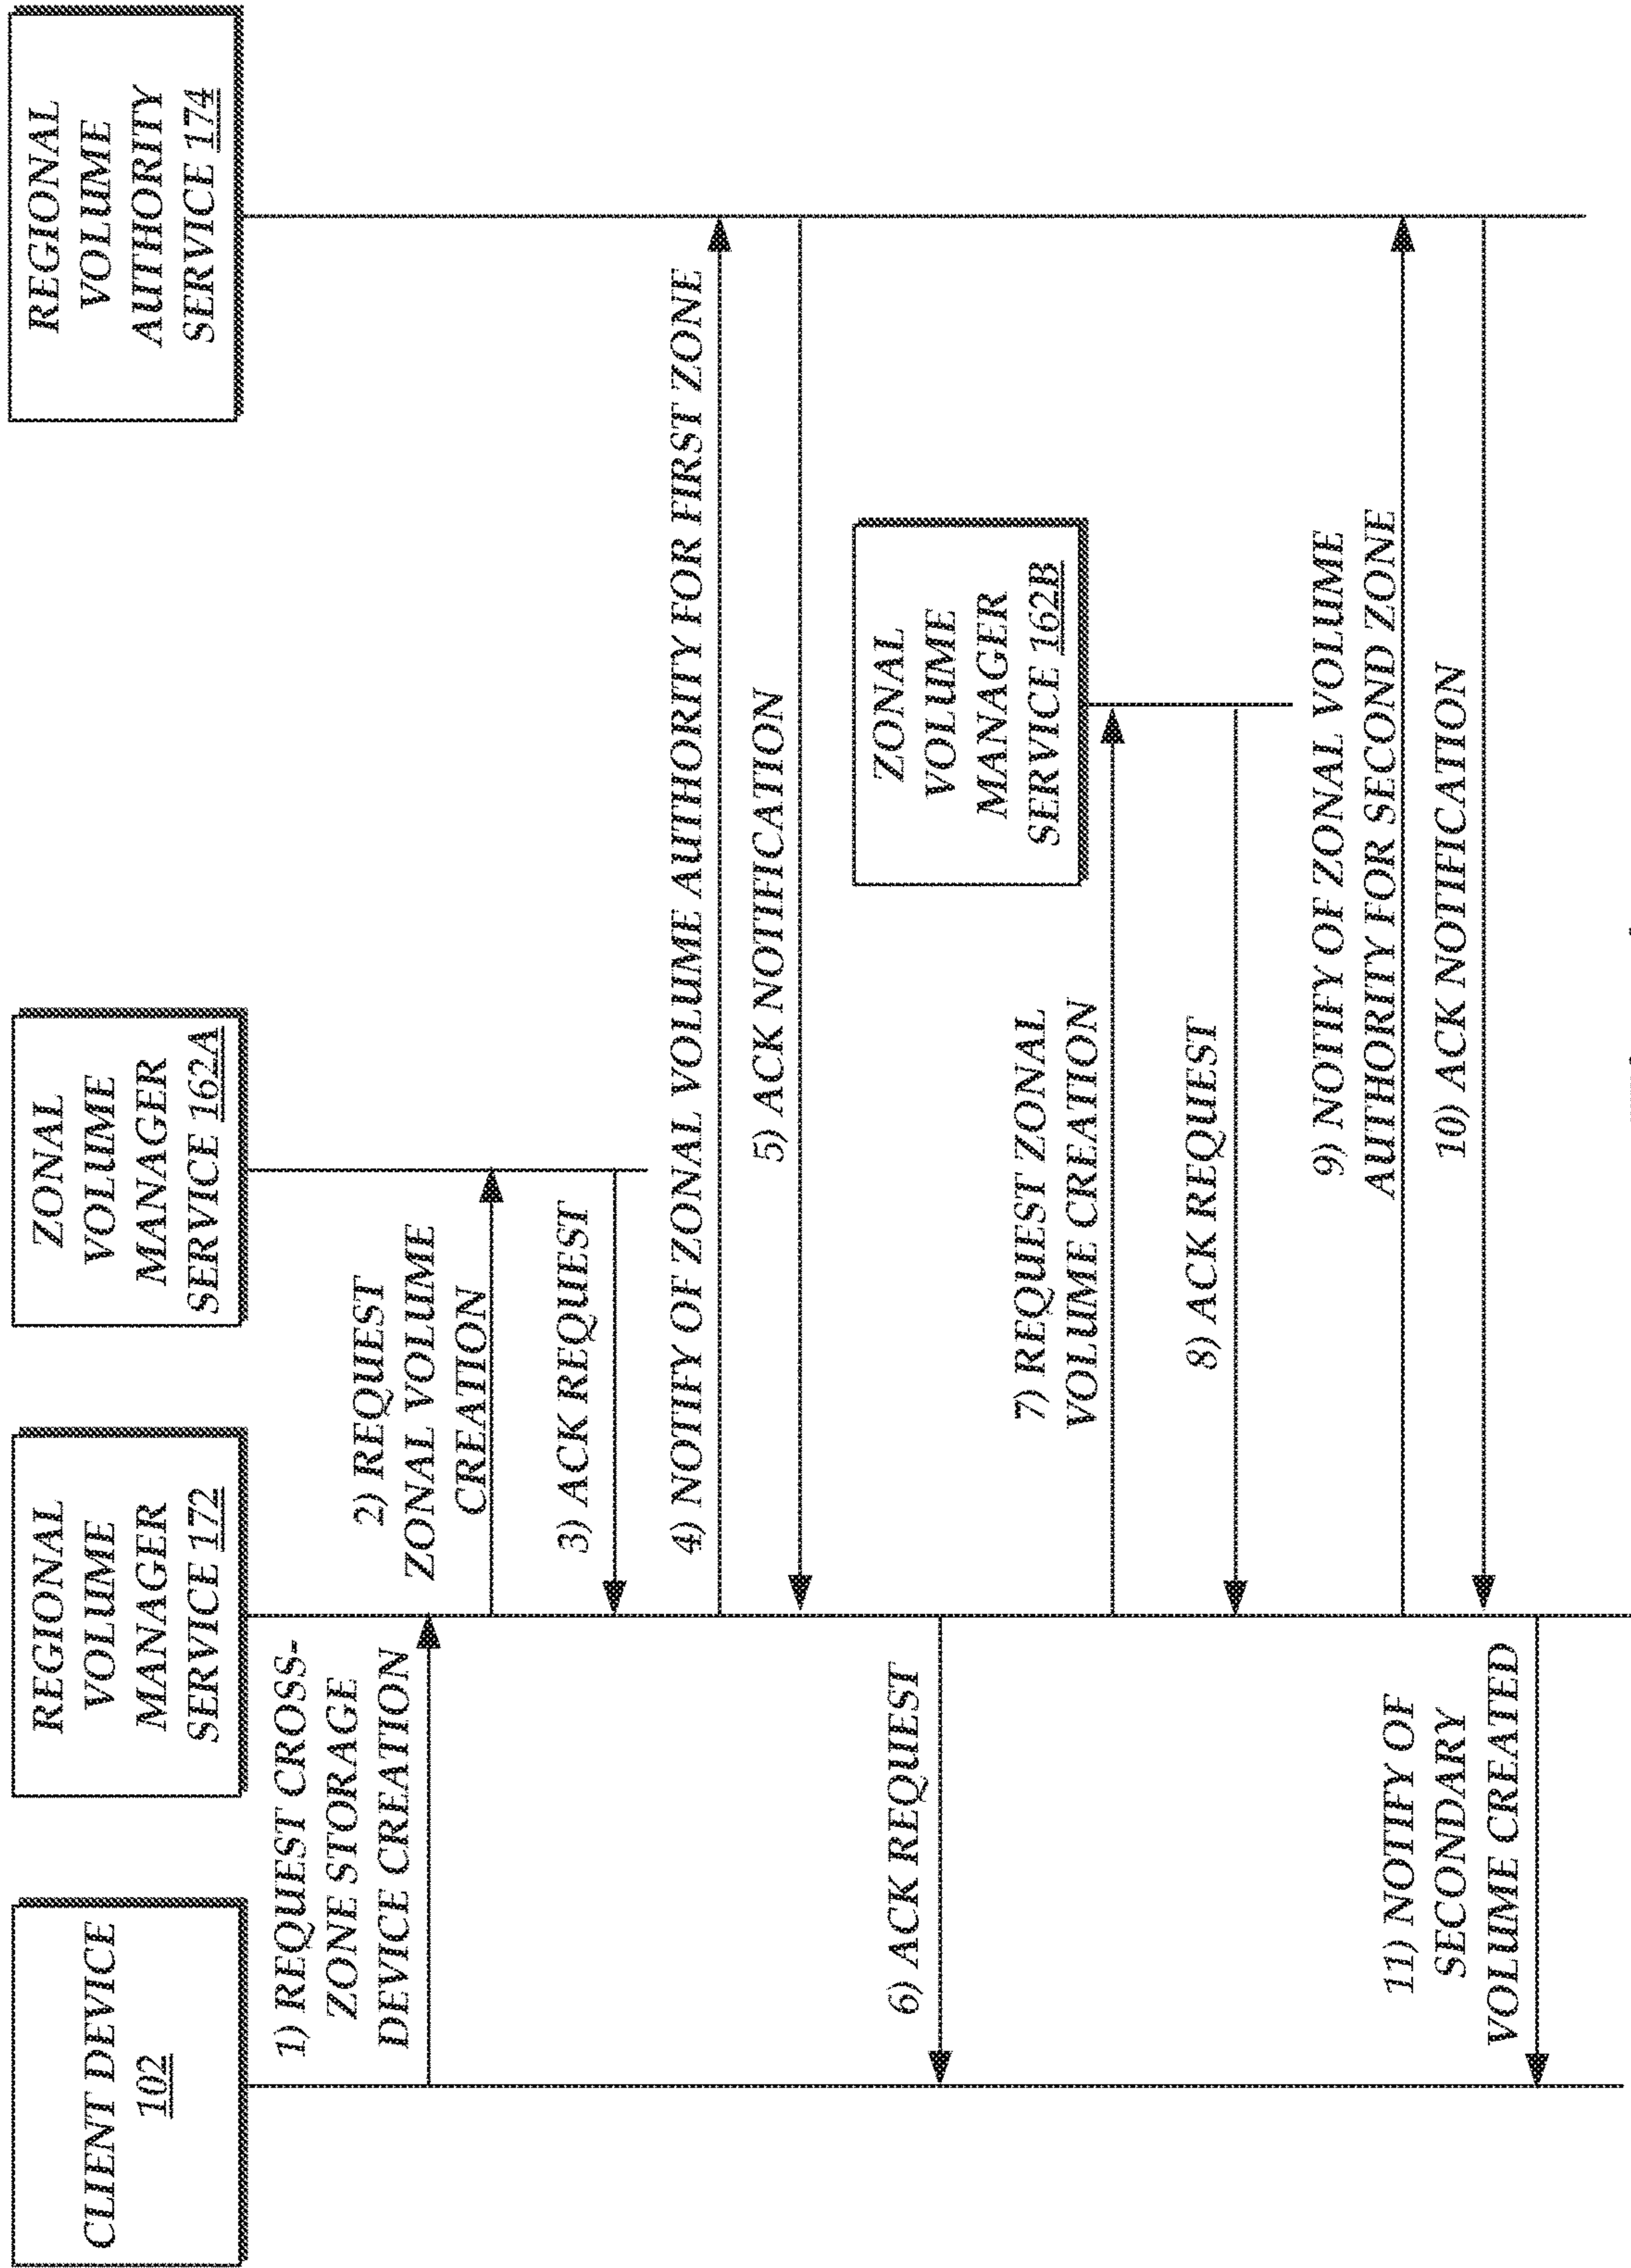 CLIENT DEVICE
102
REGIONAL
VOLUME
MANAGER
SERVICE 172
ZONAL
VOLUME
MANAGER
SERVICE 162A
REGIONAL
VOLUME
AUTHORITY
SERVICE 174
1) REQUEST CROSS-
ZONE STORAGE
DEVICE CREATION
2) REQUEST
ZONAL VOLUME
CREATION
3) ACK REQUEST
4) NOTIFY OF ZONAL VOLUME AUTHORITY FOR FIRST ZONE
5) ACK NOTIFICATION
6) ACK REQUEST
ZONAL
VOLUME
MANAGER
SERVICE 162B
7) REQUEST ZONAL
VOLUME CREATION
8) ACK REQUEST
9) NOTIFY OF ZONAL VOLUME
AUTHORITY FOR SECOND ZONE
10) ACK NOTIFICATION
11) NOTIFY OF
SECONDARY
VOLUME CREATED